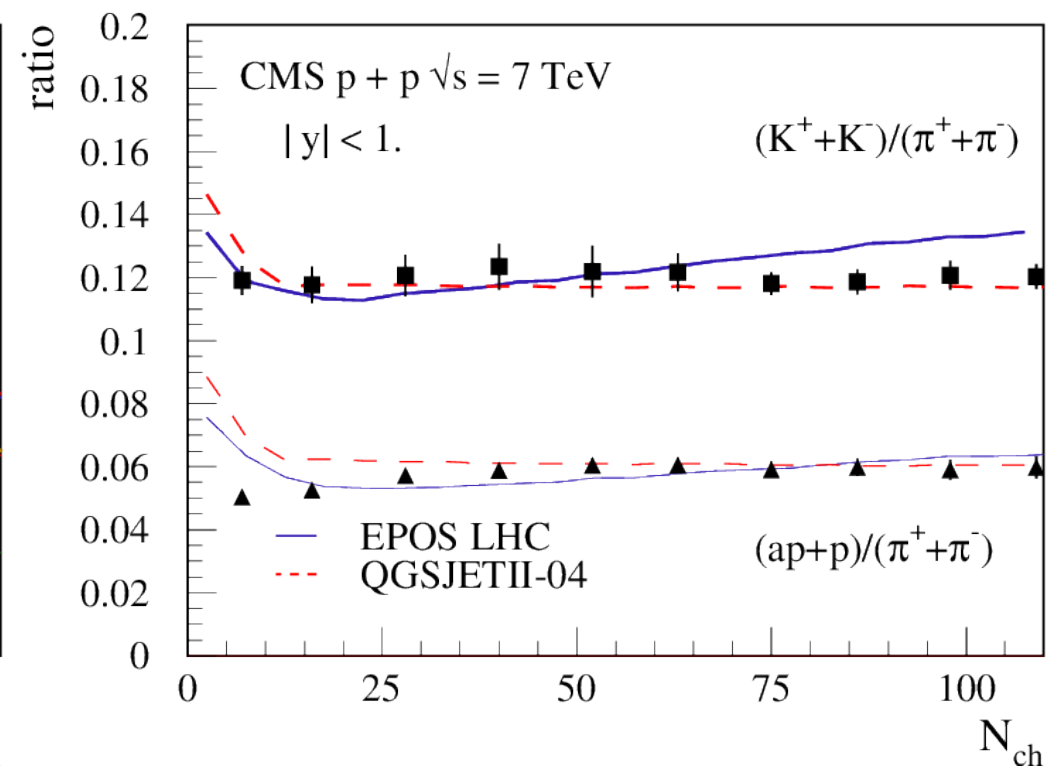 ratio
0.2
0.18
0.16
0.14
0.12
0.1
0.08
0.06
0.04
0.02
0
CMS p + p √s = 7 TeV
| y| < 1.
(K⁺+K⁻)/(π⁺+π⁻)
EPOS LHC
QGSJETII-04
(ap+p)/(π⁺+π⁻)
0 25 50 75 100
N_ch